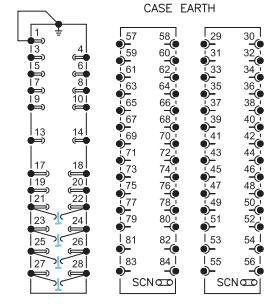 CASE EARTH
1 57 58 29 30
3 4 59 60 31 32
5 6 61 62 33 34
7 8 63 64 35 36
9 10 65 66 37 38
67 68 39 40
13 14 69 70 41 42
71 72 43 44
17 18 73 74 45 46
19 20 75 76 47 48
21 22 77 78 49 50
23 24 79 80 51 52
25 26 81 82 53 54
27 28 83 84 55 56
SCN SCN